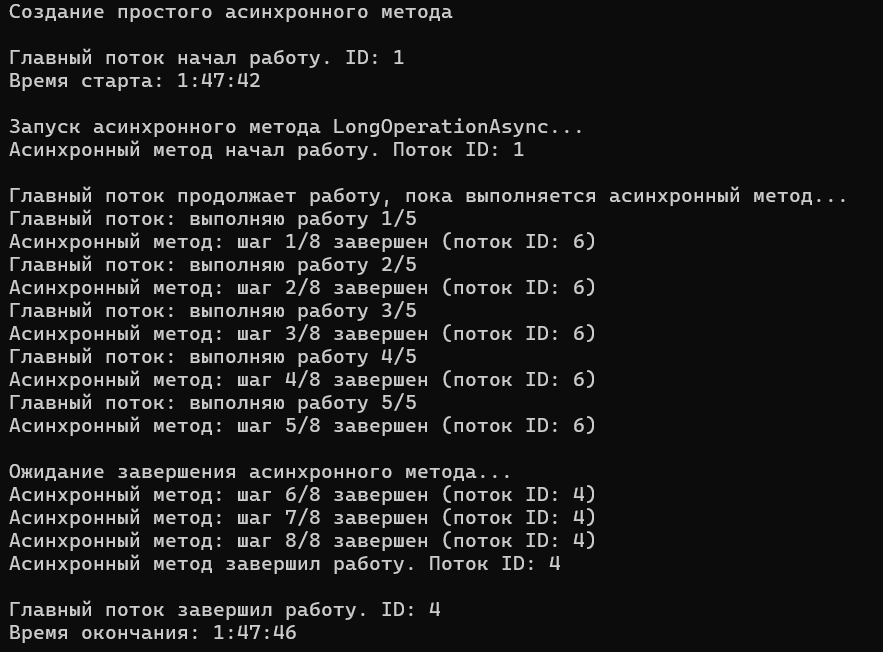 Создание простого асинхронного метода
Главный поток начал работу. ID: 1
Время старта: 1:47:42
Запуск асинхронного метода LongOperationAsync...
Асинхронный метод начал работу. Поток ID: 1
Главный поток продолжает работу, пока выполняется асинхронный метод...
Главный поток: выполняю работу 1/5
Асинхронный метод: шаг 1/8 завершен (поток ID: 6)
Главный поток: выполняю работу 2/5
Асинхронный метод: шаг 2/8 завершен (поток ID: 6)
Главный поток: выполняю работу 3/5
Асинхронный метод: шаг 3/8 завершен (поток ID: 6)
Главный поток: выполняю работу 4/5
Асинхронный метод: шаг 4/8 завершен (поток ID: 6)
Главный поток: выполняю работу 5/5
Асинхронный метод: шаг 5/8 завершен (поток ID: 6)
Ожидание завершения асинхронного метода...
Асинхронный метод: шаг 6/8 завершен (поток ID: 4)
Асинхронный метод: шаг 7/8 завершен (поток ID: 4)
Асинхронный метод: шаг 8/8 завершен (поток ID: 4)
Асинхронный метод завершил работу. Поток ID: 4
Главный поток завершил работу. ID: 4
Время окончания: 1:47:46